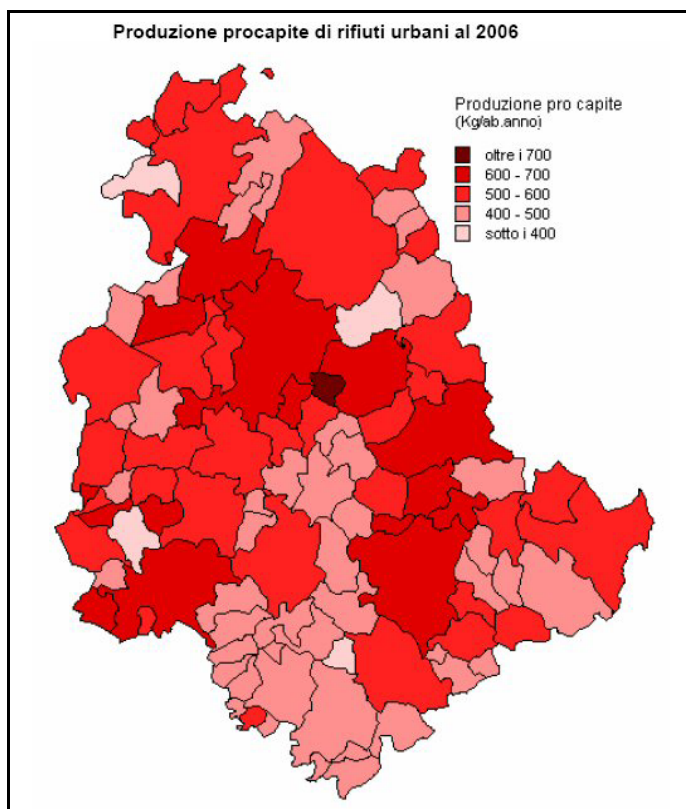 Produzione procapite di rifiuti urbani al 2006
Produzione pro capite
(Kg/ab.anno)
oltre i 700
600 - 700
500 - 600
400 - 500
sotto i 400